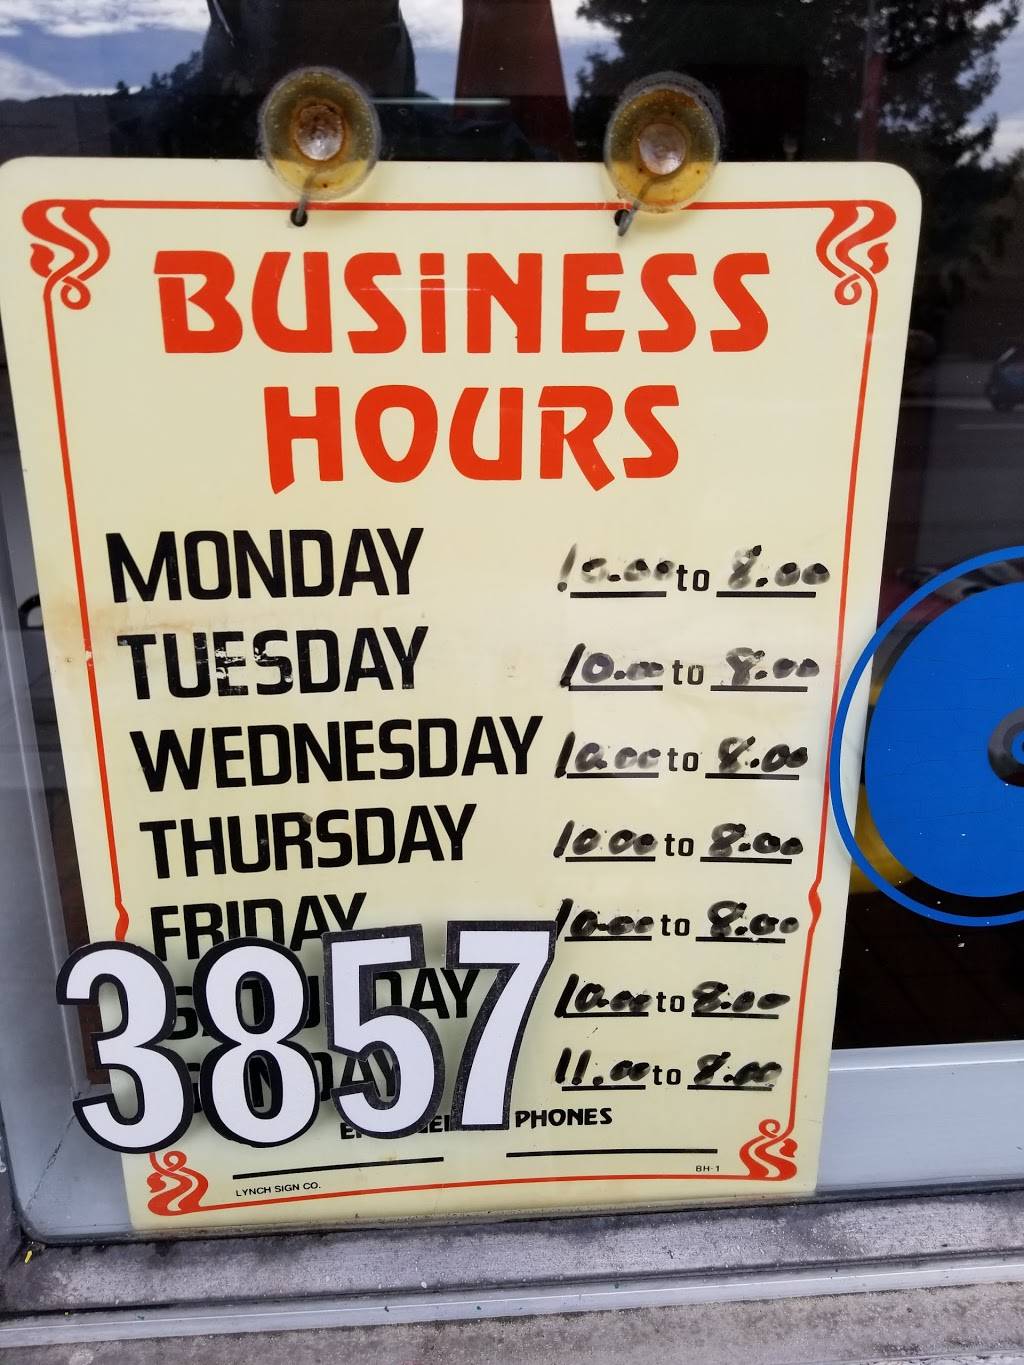 BUSiNESS
HOURS
MONDAY 10.00 to 8.00
TUESDAY 10.00 to 8.00
WEDNESDAY 10.00 to 8.00
THURSDAY 10.00 to 8.00
FRIDAY 10.00 to 8.00
SATURDAY 10.00 to 8.00
SUNDAY 11.00 to 8.00
3857
PHONES
LYNCH SIGN CO.
BH-1